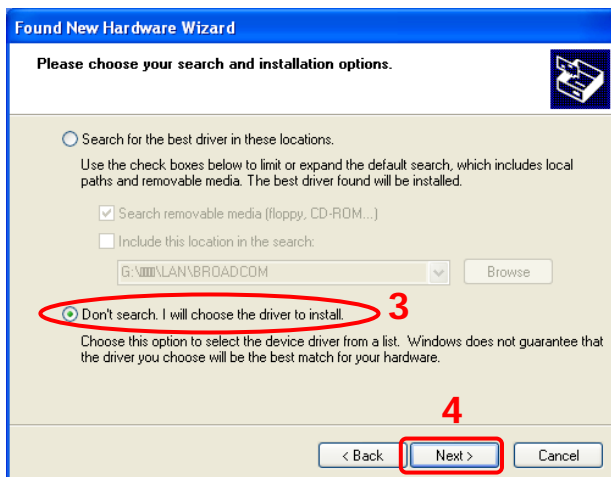 Found New Hardware Wizard
Please choose your search and installation options.
Search for the best driver in these locations.
Use the check boxes below to limit or expand the default search, which includes local
paths and removable media. The best driver found will be installed.
Search removable media (floppy, CD-ROM...)
Include this location in the search:
G:\ \LAN\BROADCOM
Browse
Don't search. I will choose the driver to install.
3
Choose this option to select the device driver from a list. Windows does not guarantee that
the driver you choose will be the best match for your hardware.
4
< Back
Next >
Cancel